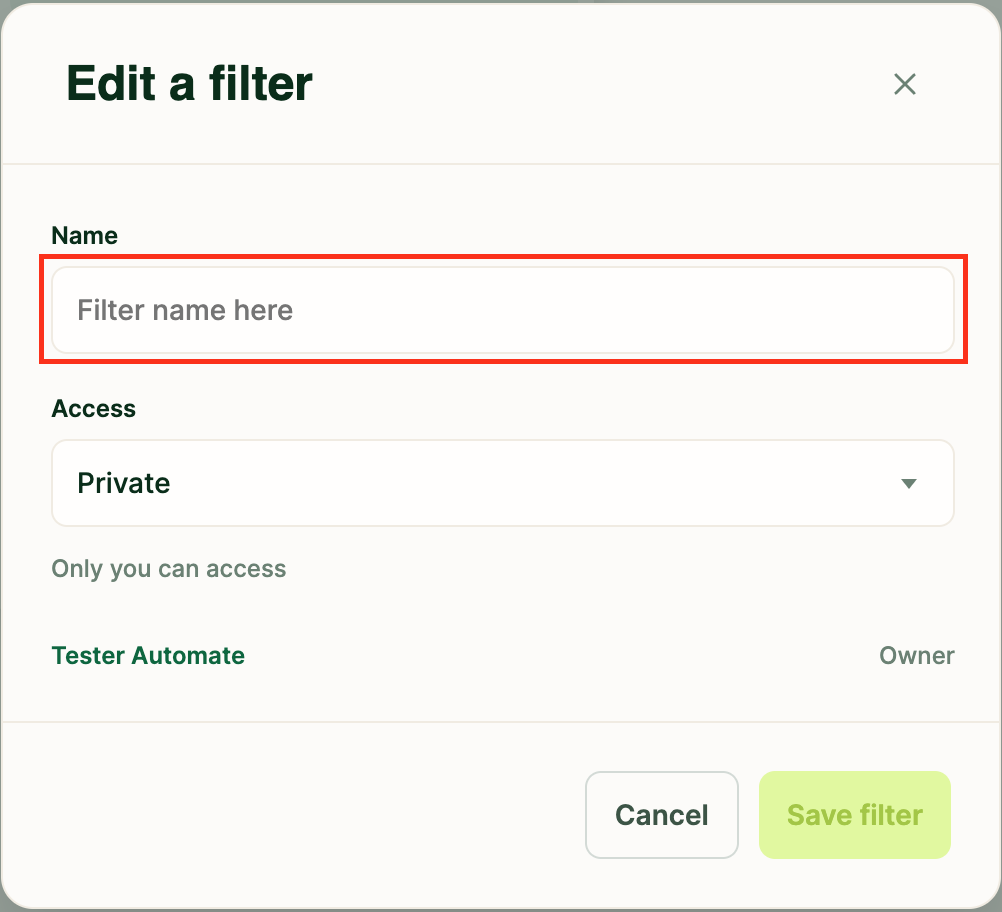 Edit a filter
Name
Filter name here
Access
Private
Only you can access
Tester Automate Owner
Cancel Save filter